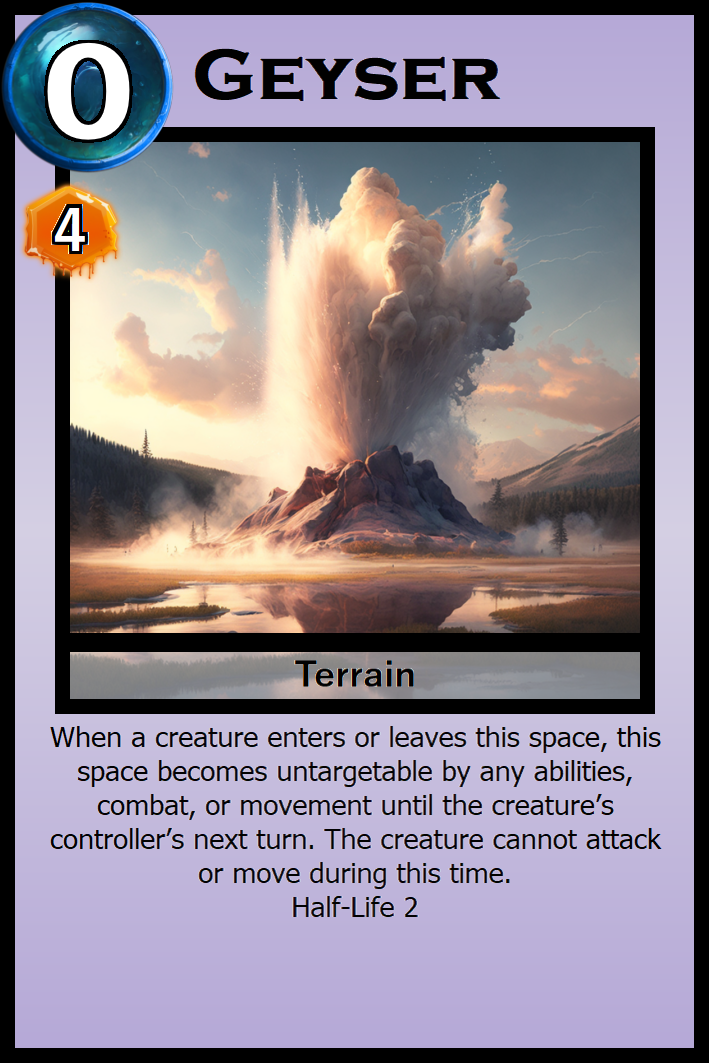 0
GEYSER
4
Terrain
When a creature enters or leaves this space, this
space becomes untargetable by any abilities,
combat, or movement until the creature’s
controller’s next turn. The creature cannot attack
or move during this time.
Half-Life 2